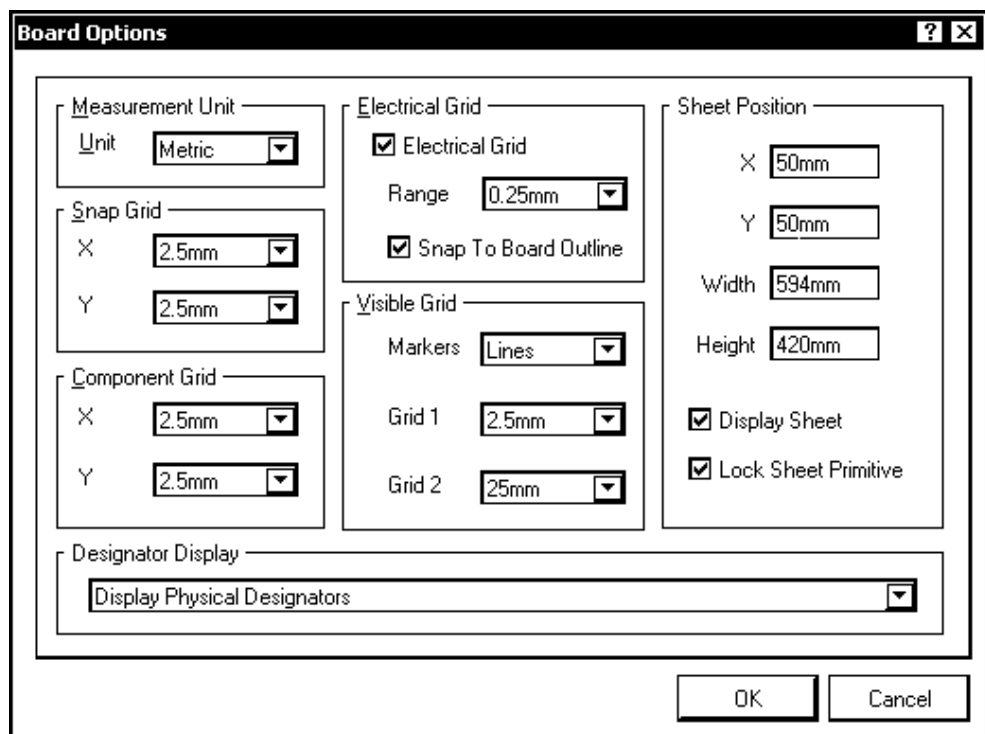 Board Options
Measurement Unit
Unit Metric
Snap Grid
X 2.5mm
Y 2.5mm
Component Grid
X 2.5mm
Y 2.5mm
Electrical Grid
Electrical Grid
Range 0.25mm
Snap To Board Outline
Visible Grid
Markers Lines
Grid 1 2.5mm
Grid 2 25mm
Sheet Position
X 50mm
Y 50mm
Width 594mm
Height 420mm
Display Sheet
Lock Sheet Primitive
Designator Display
Display Physical Designators
OK Cancel